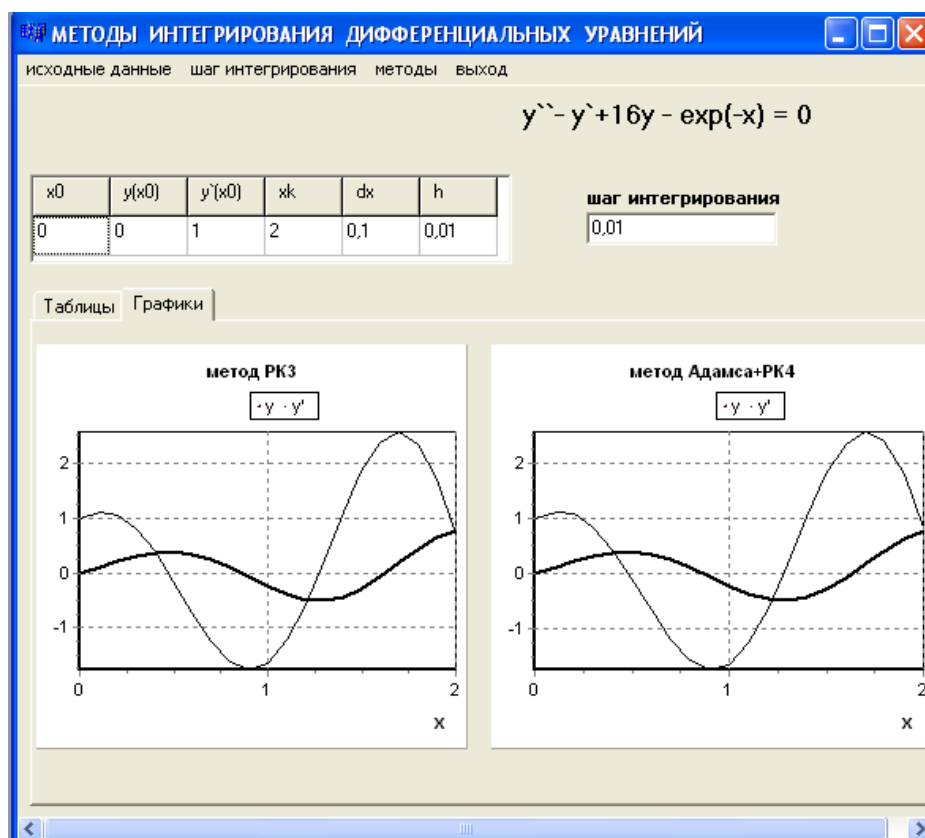 МЕТОДЫ ИНТЕГРИРОВАНИЯ ДИФФЕРЕНЦИАЛЬНЫХ УРАВНЕНИЙ
исходные данные шаг интегрирования методы выход
y``- y`+16y - exp(-x) = 0
x0 y(x0) y`(x0) xk dx h
0 0 1 2 0,1 0,01
шаг интегрирования
0,01
Таблицы Графики
метод РК3
y y'
2
1
0
-1
0 1 2
x
метод Адамса+РК4
y y'
2
1
0
-1
0 1 2
x